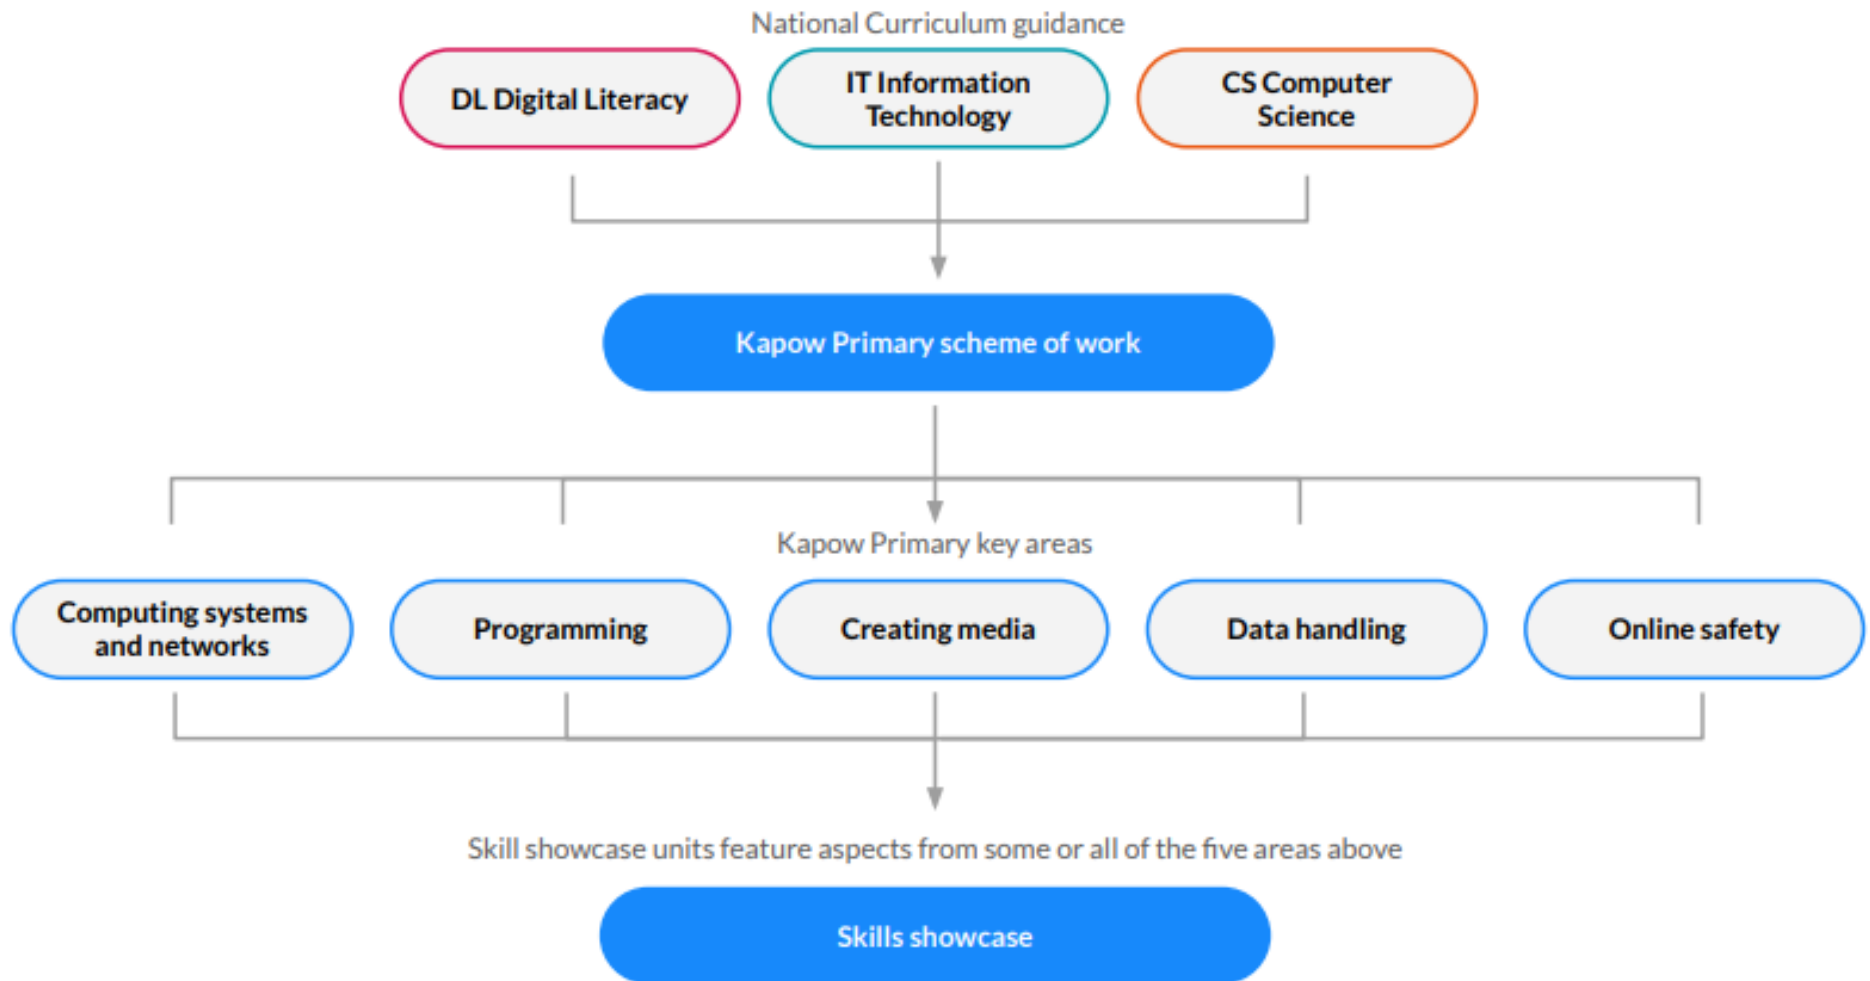 National Curriculum guidance
DL Digital Literacy
IT Information
Technology
CS Computer
Science
Kapow Primary scheme of work
Kapow Primary key areas
Computing systems
and networks
Programming
Creating media
Data handling
Online safety
Skill showcase units feature aspects from some or all of the five areas above
Skills showcase